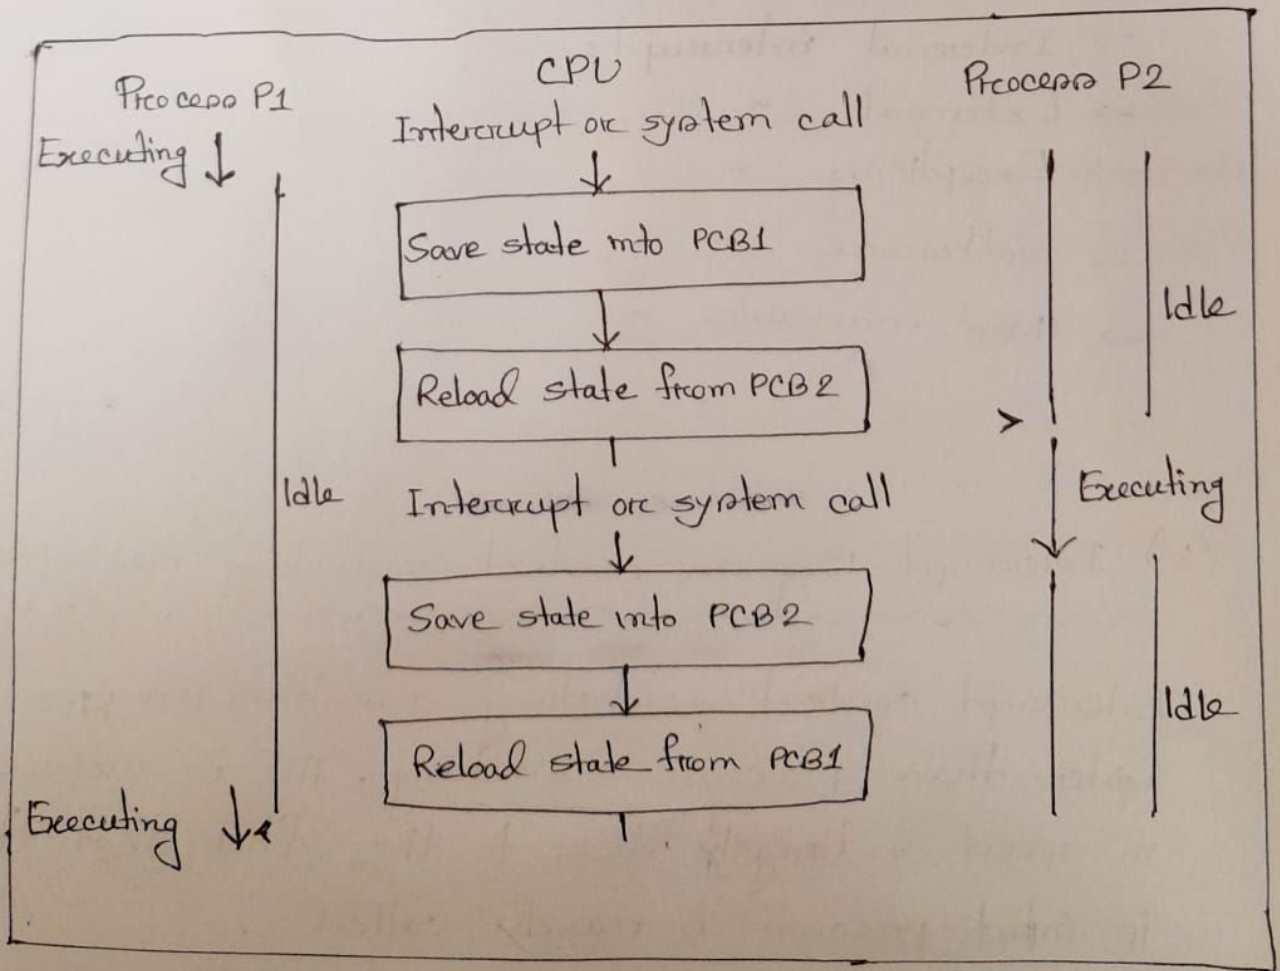 CPU
Process P1
Process P2
Interrupt or system call
Executing
Save state into PCB1
Idle
Reload state from PCB2
Idle
Interrupt or system call
Executing
Save state into PCB2
Idle
Reload state from PCB1
Executing